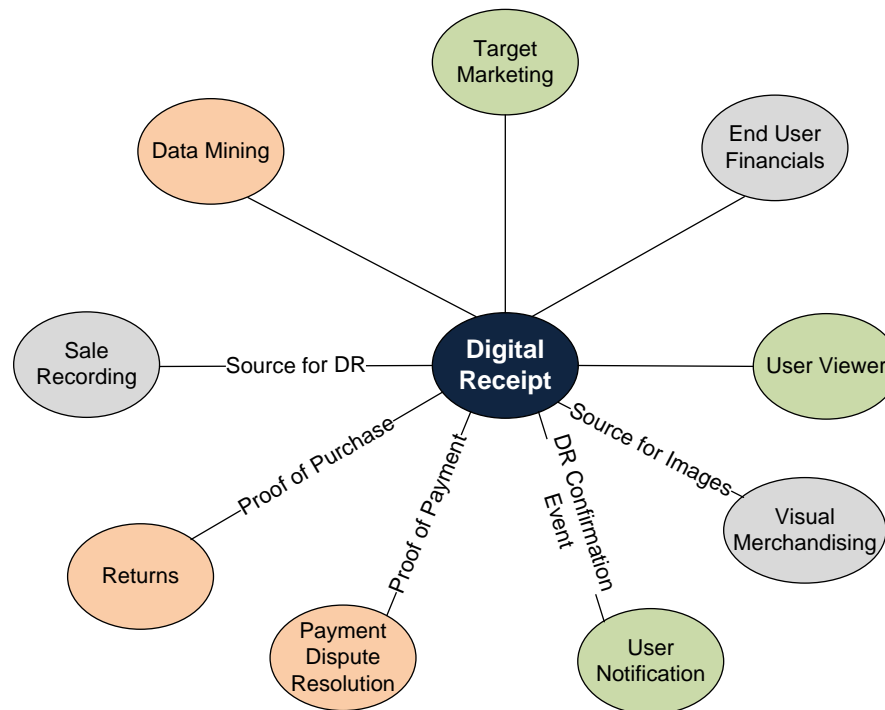 Target
Marketing
End User
Financials
Data Mining
Digital
Receipt
Sale
Recording
Source for DR
User Viewer
Proof of Purchase
Proof of Payment
DR Confirmation
Event
Source for Images
Visual
Merchandising
Returns
Payment
Dispute
Resolution
User
Notification